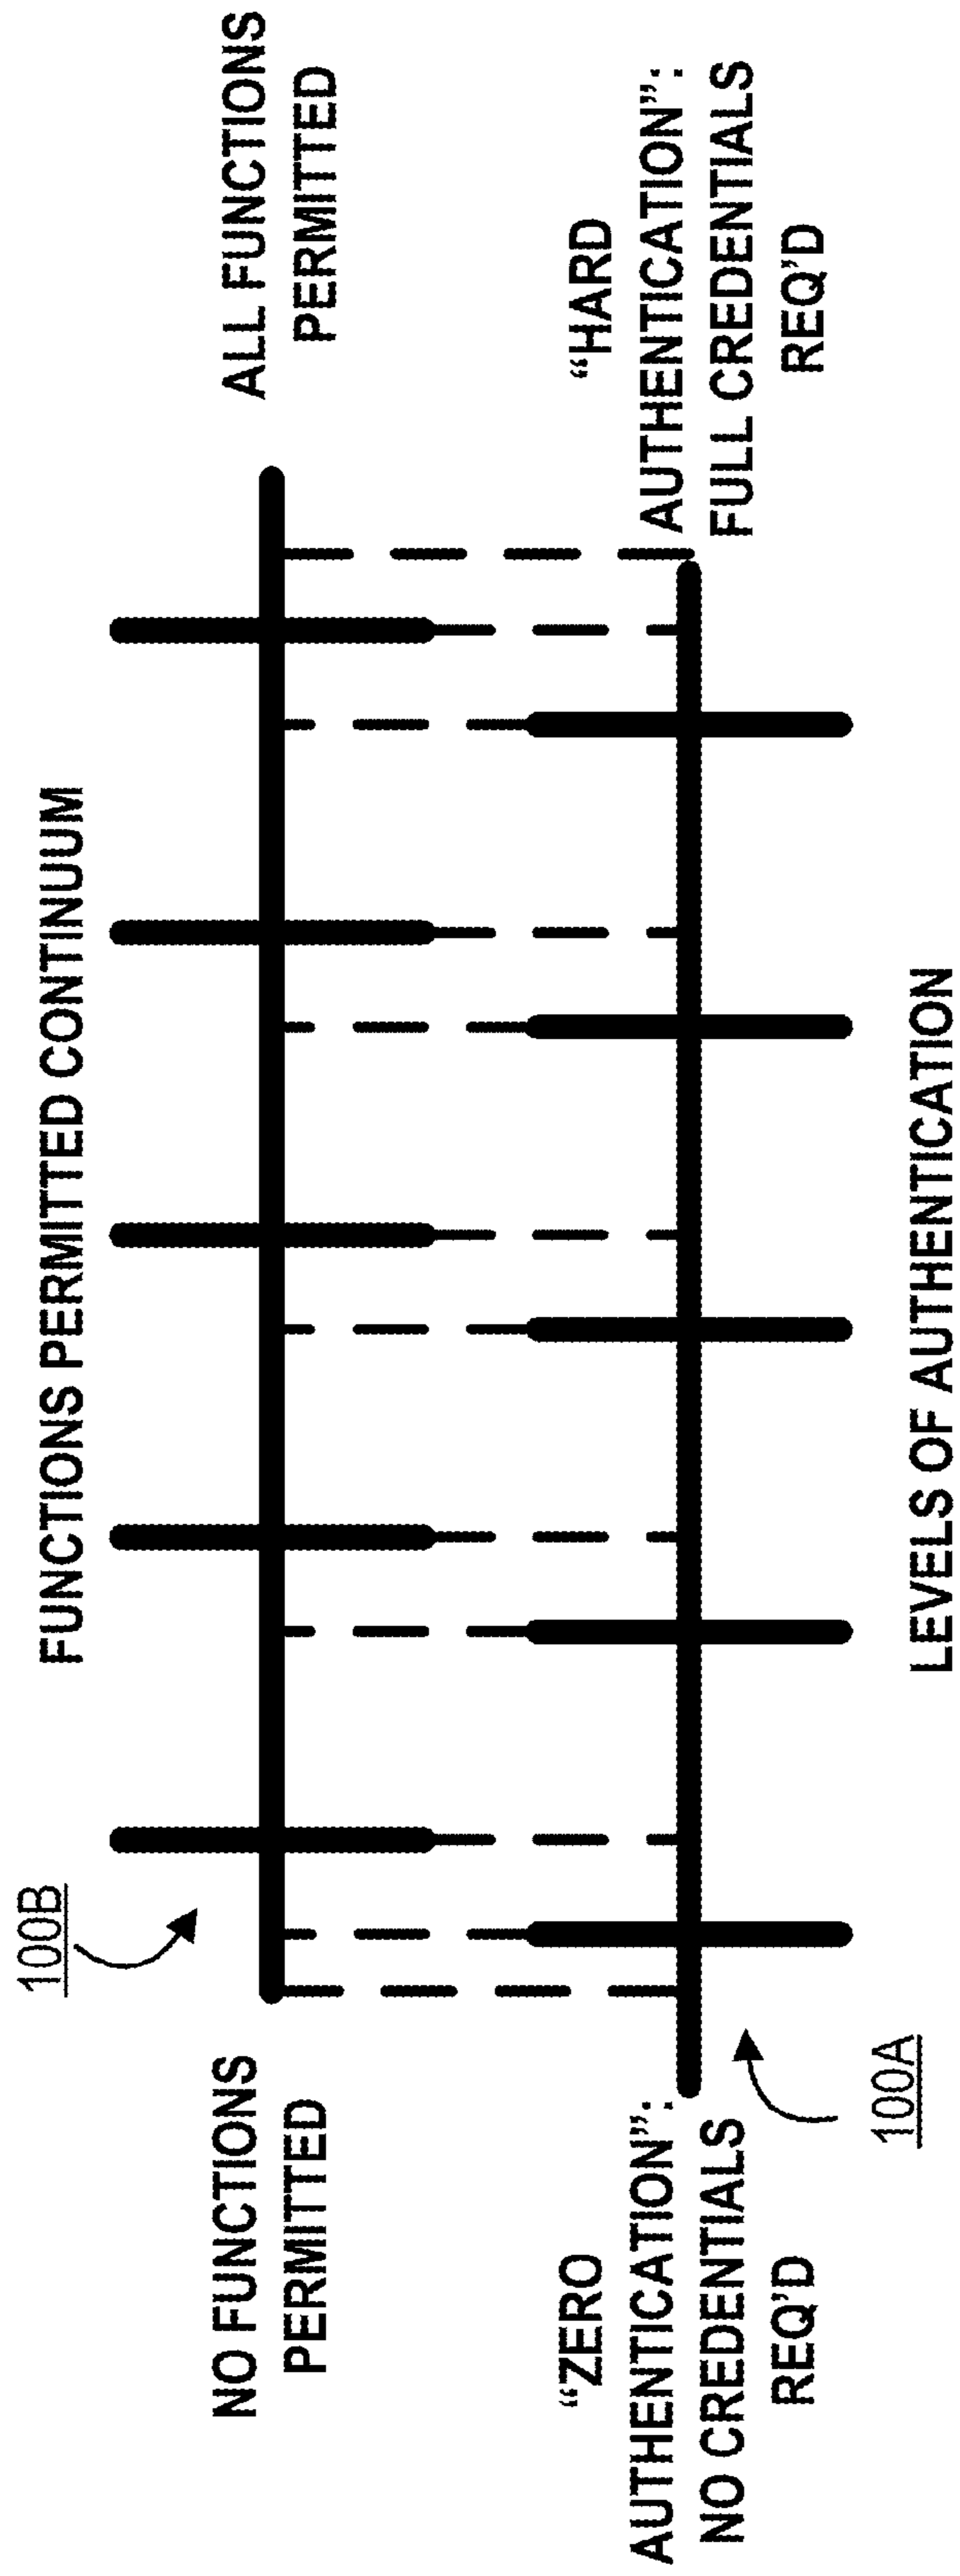 FUNCTIONS PERMITTED CONTINUUM
100B
NO FUNCTIONS
PERMITTED
ALL FUNCTIONS
PERMITTED
“ZERO
AUTHENTICATION”:
NO CREDENTIALS
REQ’D
“HARD
AUTHENTICATION”:
FULL CREDENTIALS
REQ’D
100A
LEVELS OF AUTHENTICATION